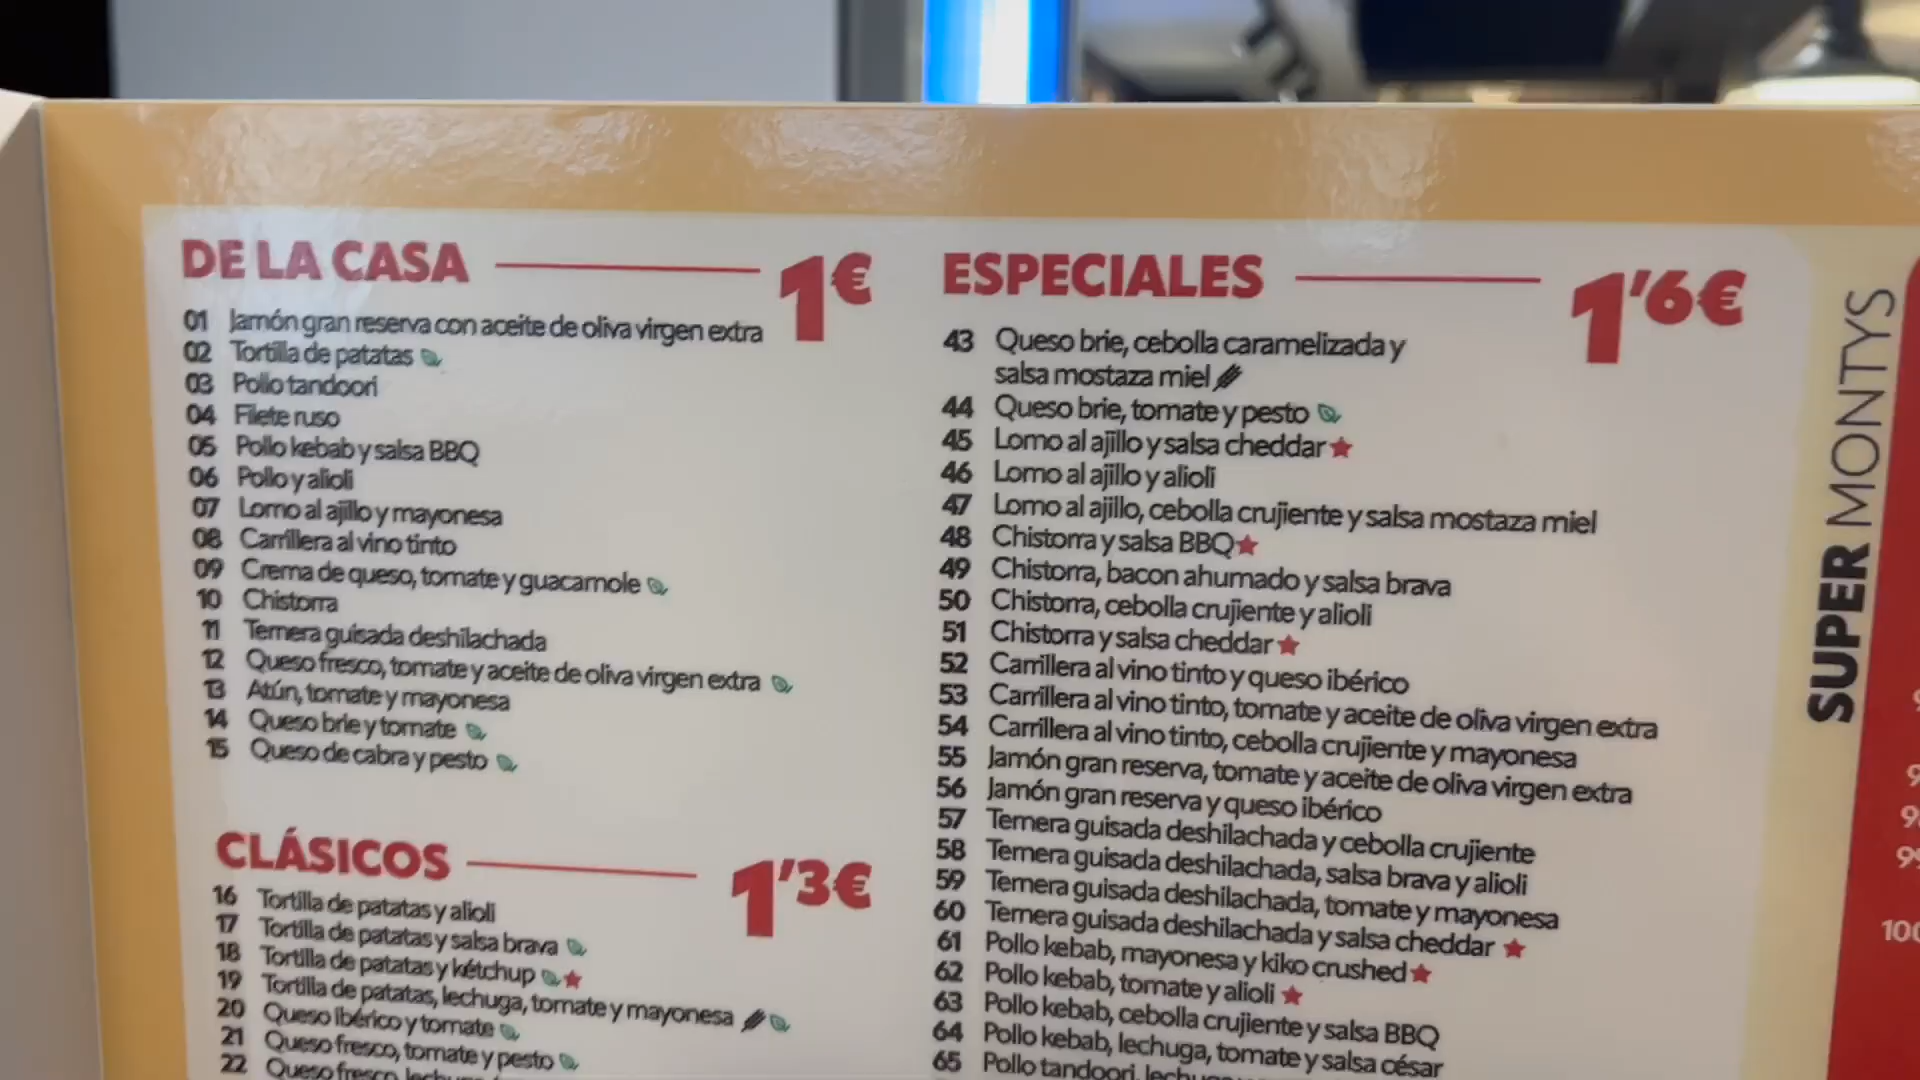 DE LA CASA 1€
01 Jamón gran reserva con aceite de oliva virgen extra
02 Tortilla de patatas
03 Pollo tandoori
04 Filete ruso
05 Pollo kebab y salsa BBQ
06 Pollo y alioli
07 Lomo al ajillo y mayonesa
08 Carrillera al vino tinto
09 Crema de queso, tomate y guacamole
10 Chistorra
11 Ternera guisada deshilachada
12 Queso fresco, tomate y aceite de oliva virgen extra
13 Atún, tomate y mayonesa
14 Queso brie y tomate
15 Queso de cabra y pesto
CLÁSICOS 1'3€
16 Tortilla de patatas y alioli
17 Tortilla de patatas y salsa brava
18 Tortilla de patatas y kétchup
19 Tortilla de patatas, lechuga, tomate y mayonesa
20 Queso ibérico y tomate
21 Queso fresco, tomate y pesto
22 Queso fresco,
ESPECIALES 1'6€
43 Queso brie, cebolla caramelizada y
salsa mostaza miel
44 Queso brie, tomate y pesto
45 Lomo al ajillo y salsa cheddar
46 Lomo al ajillo y alioli
47 Lomo al ajillo, cebolla crujiente y salsa mostaza miel
48 Chistorra y salsa BBQ
49 Chistorra, bacon ahumado y salsa brava
50 Chistorra, cebolla crujiente y alioli
51 Chistorra y salsa cheddar
52 Carrillera al vino tinto y queso ibérico
53 Carrillera al vino tinto, tomate y aceite de oliva virgen extra
54 Carrillera al vino tinto, cebolla crujiente y mayonesa
55 Jamón gran reserva, tomate y aceite de oliva virgen extra
56 Jamón gran reserva y queso ibérico
57 Ternera guisada deshilachada y cebolla crujiente
58 Ternera guisada deshilachada, salsa brava y alioli
59 Ternera guisada deshilachada, tomate y mayonesa
60 Ternera guisada deshilachada y salsa cheddar
61 Pollo kebab, mayonesa y kiko crushed
62 Pollo kebab, tomate y alioli
63 Pollo kebab, cebolla crujiente y salsa BBQ
64 Pollo kebab, lechuga, tomate y salsa césar
65 Pollo tandoori,
SUPER MONTYS
100